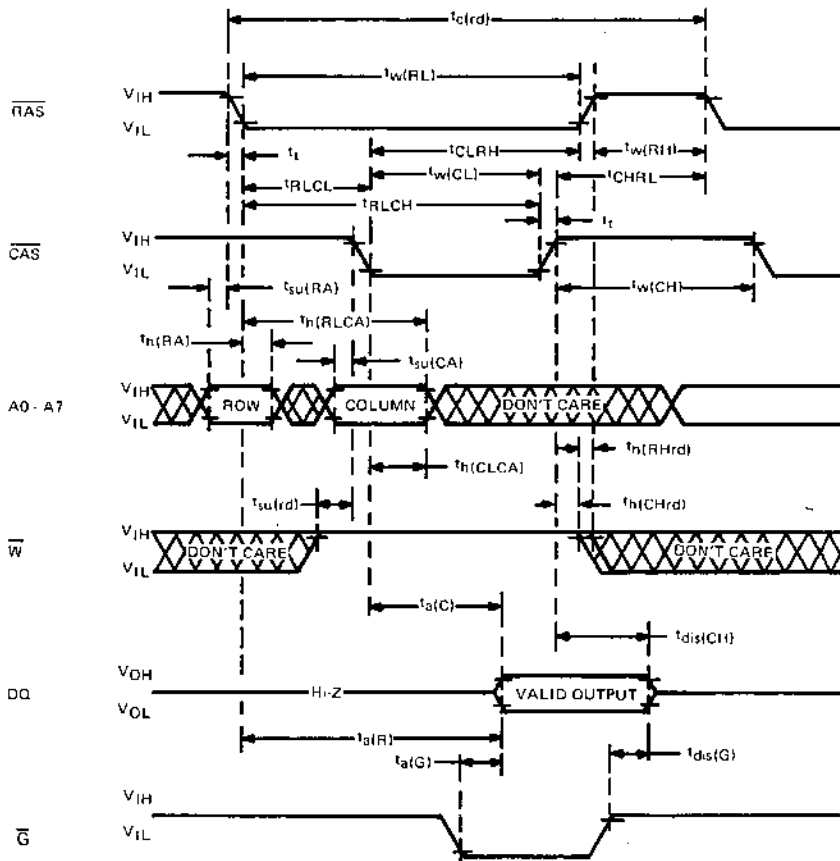 tc(rd)
tw(RL)
RAS
VIH
VIL
tt
tCLRH
tw(RH)
tw(CL)
tRLCL
tCHRL
tRLCH
tt
CAS
VIH
VIL
tsu(RA)
tw(CH)
th(RLCA)
th(RA)
tsu(CA)
A0 - A7
VIH
VIL
ROW
COLUMN
DON'T CARE
th(RHrd)
th(CLCA)
tsu(rd)
th(CHrd)
W
VIH
VIL
DON'T CARE
DON'T CARE
ta(C)
tdis(CH)
DQ
VOH
VOL
Hi-Z
VALID OUTPUT
ta(R)
ta(G)
tdis(G)
G
VIH
VIL